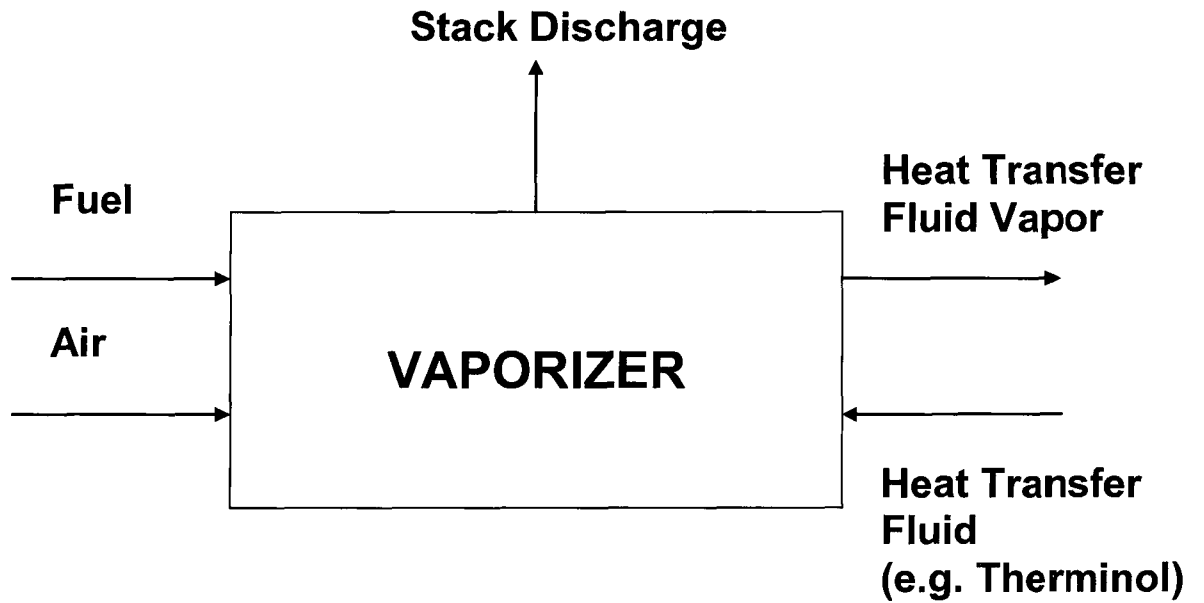 Stack Discharge
Fuel
Heat Transfer
Fluid Vapor
Air
VAPORIZER
Heat Transfer
Fluid
(e.g. Therminol)